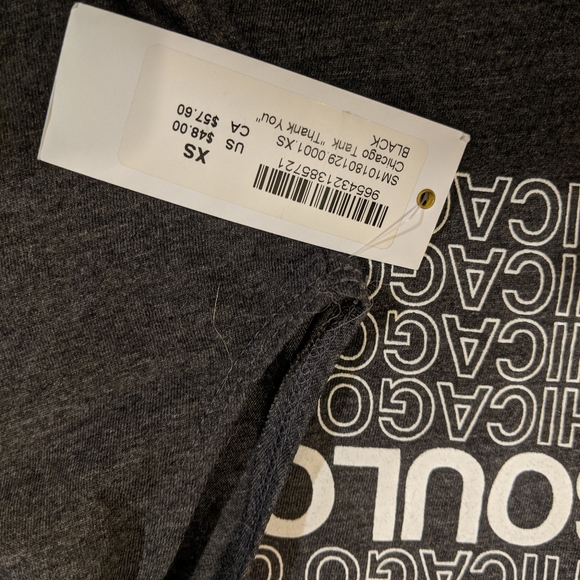 9654321385721
SM10180129.0001.XS
Chicago Tank "Thank You"
BLACK
XS
US $48.00
CA $57.60
CHICAGO
SOULC
CHICAGO
CHICAGO
CHICAGO
CHICAGO